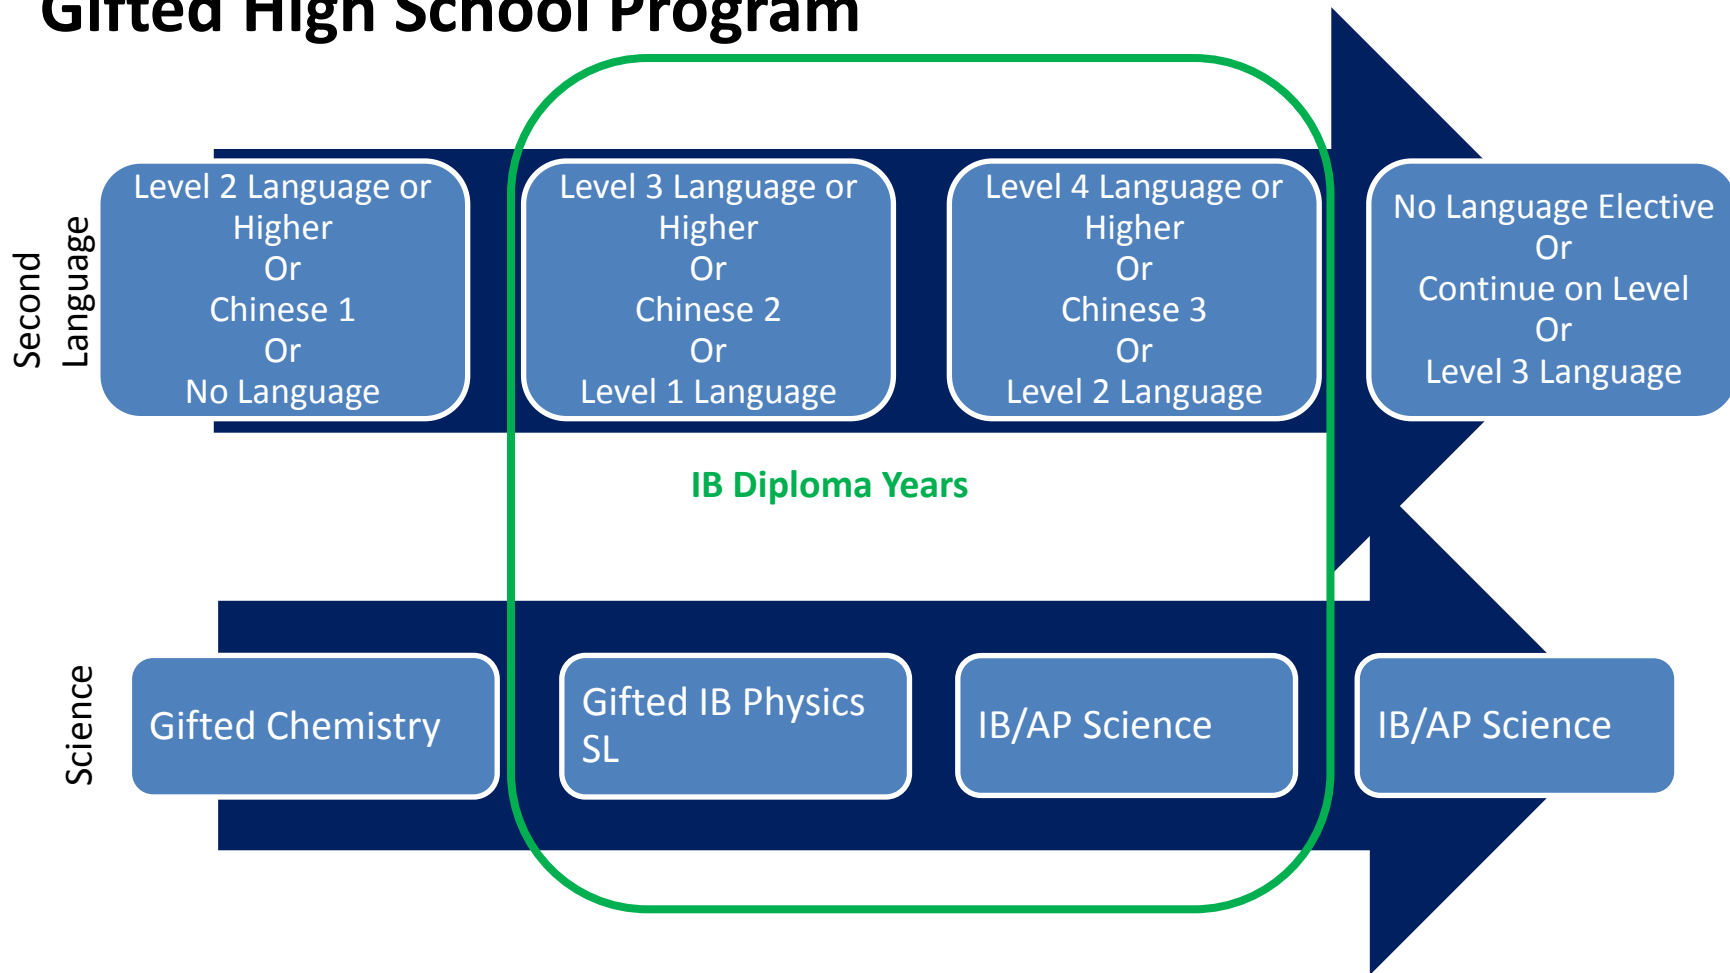 Gifted High School Program
Second
Language
Level 2 Language or
Higher
Or
Chinese 1
Or
No Language
Level 3 Language or
Higher
Or
Chinese 2
Or
Level 1 Language
Level 4 Language or
Higher
Or
Chinese 3
Or
Level 2 Language
No Language Elective
Or
Continue on Level
Or
Level 3 Language
IB Diploma Years
Science
Gifted Chemistry
Gifted IB Physics
SL
IB/AP Science
IB/AP Science